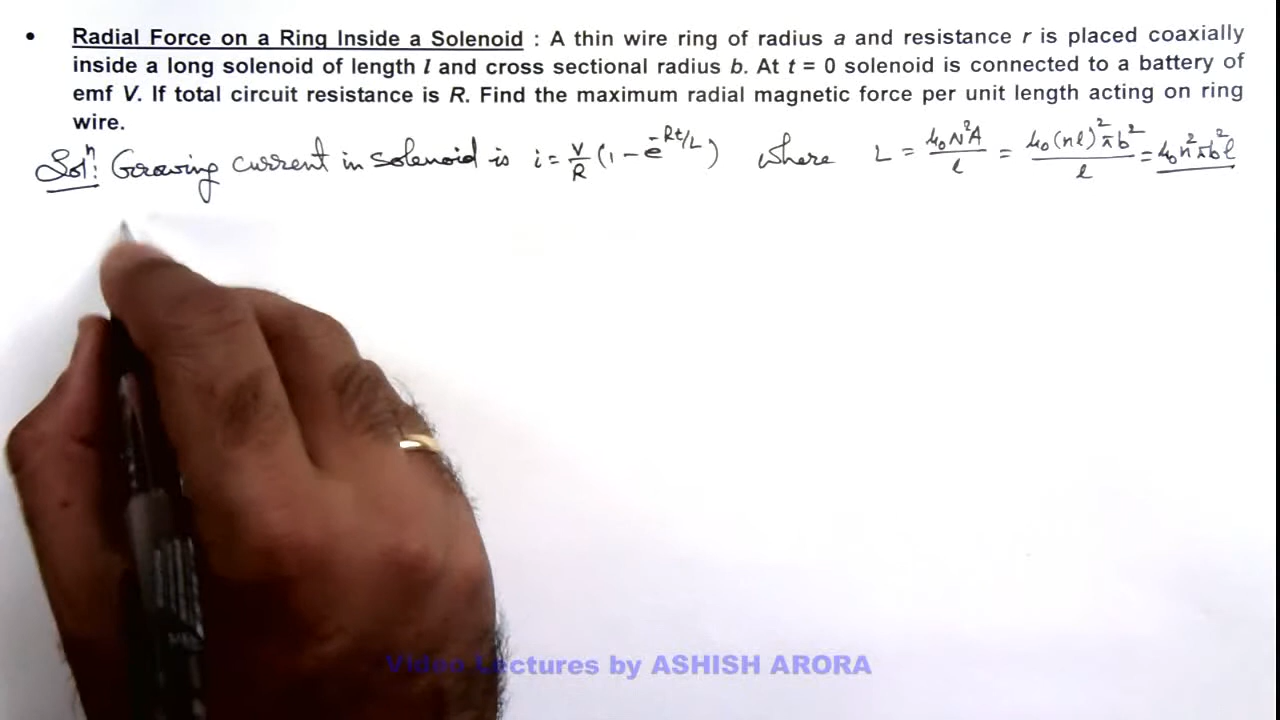 • Radial Force on a Ring Inside a Solenoid : A thin wire ring of radius a and resistance r is placed coaxially
inside a long solenoid of length l and cross sectional radius b. At t = 0 solenoid is connected to a battery of
emf V. If total circuit resistance is R. Find the maximum radial magnetic force per unit length acting on ring
wire.
Solⁿ: Growing current in solenoid is i = V/R (1 - e^(-Rt/L)) where L = μ₀N²A/l = μ₀(nl)²πb²/l = μ₀n²πb²l
Video Lectures by ASHISH ARORA